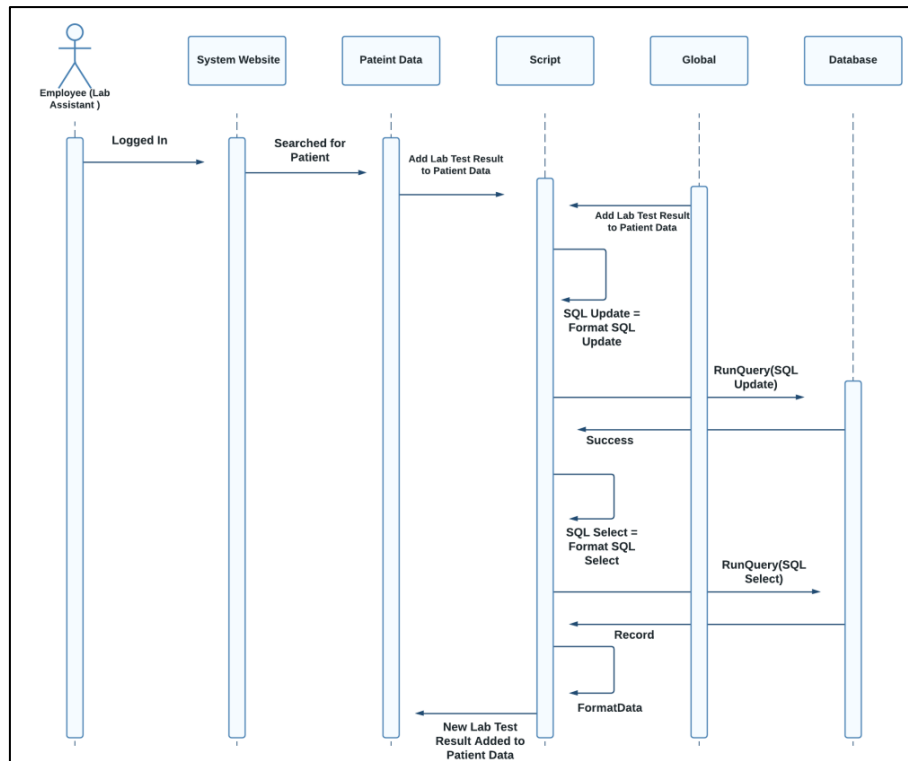 Employee (Lab
Assistant )
System Website
Pateint Data
Script
Global
Database
Logged In
Searched for
Patient
Add Lab Test Result
to Patient Data
Add Lab Test Result
to Patient Data
SQL Update =
Format SQL
Update
RunQuery(SQL
Update)
Success
SQL Select =
Format SQL
Select
RunQuery(SQL
Select)
Record
FormatData
New Lab Test
Result Added to
Patient Data